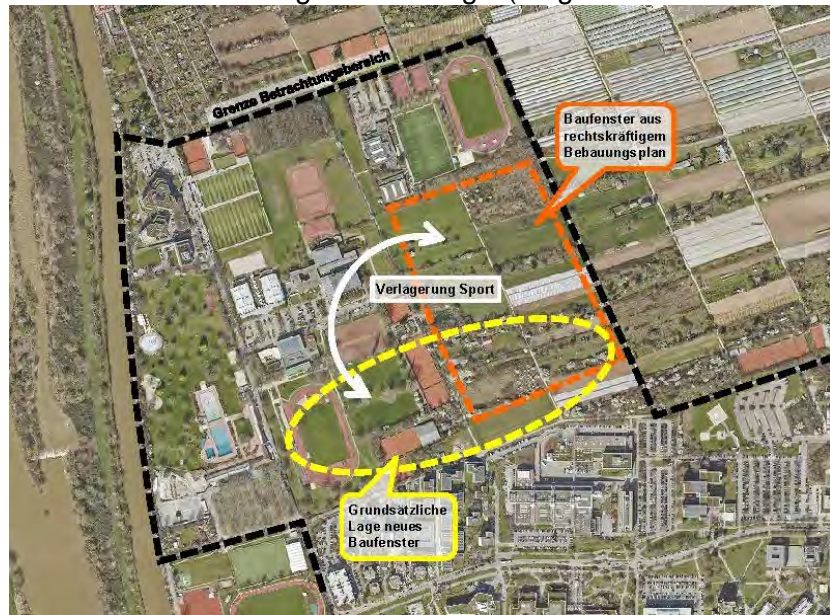 Grenze Betrachtungsbereich
Baufenster aus
rechtskräftigem
Bebauungsplan
Verlagerung Sport
Grundsätzliche
Lage neues
Baufenster